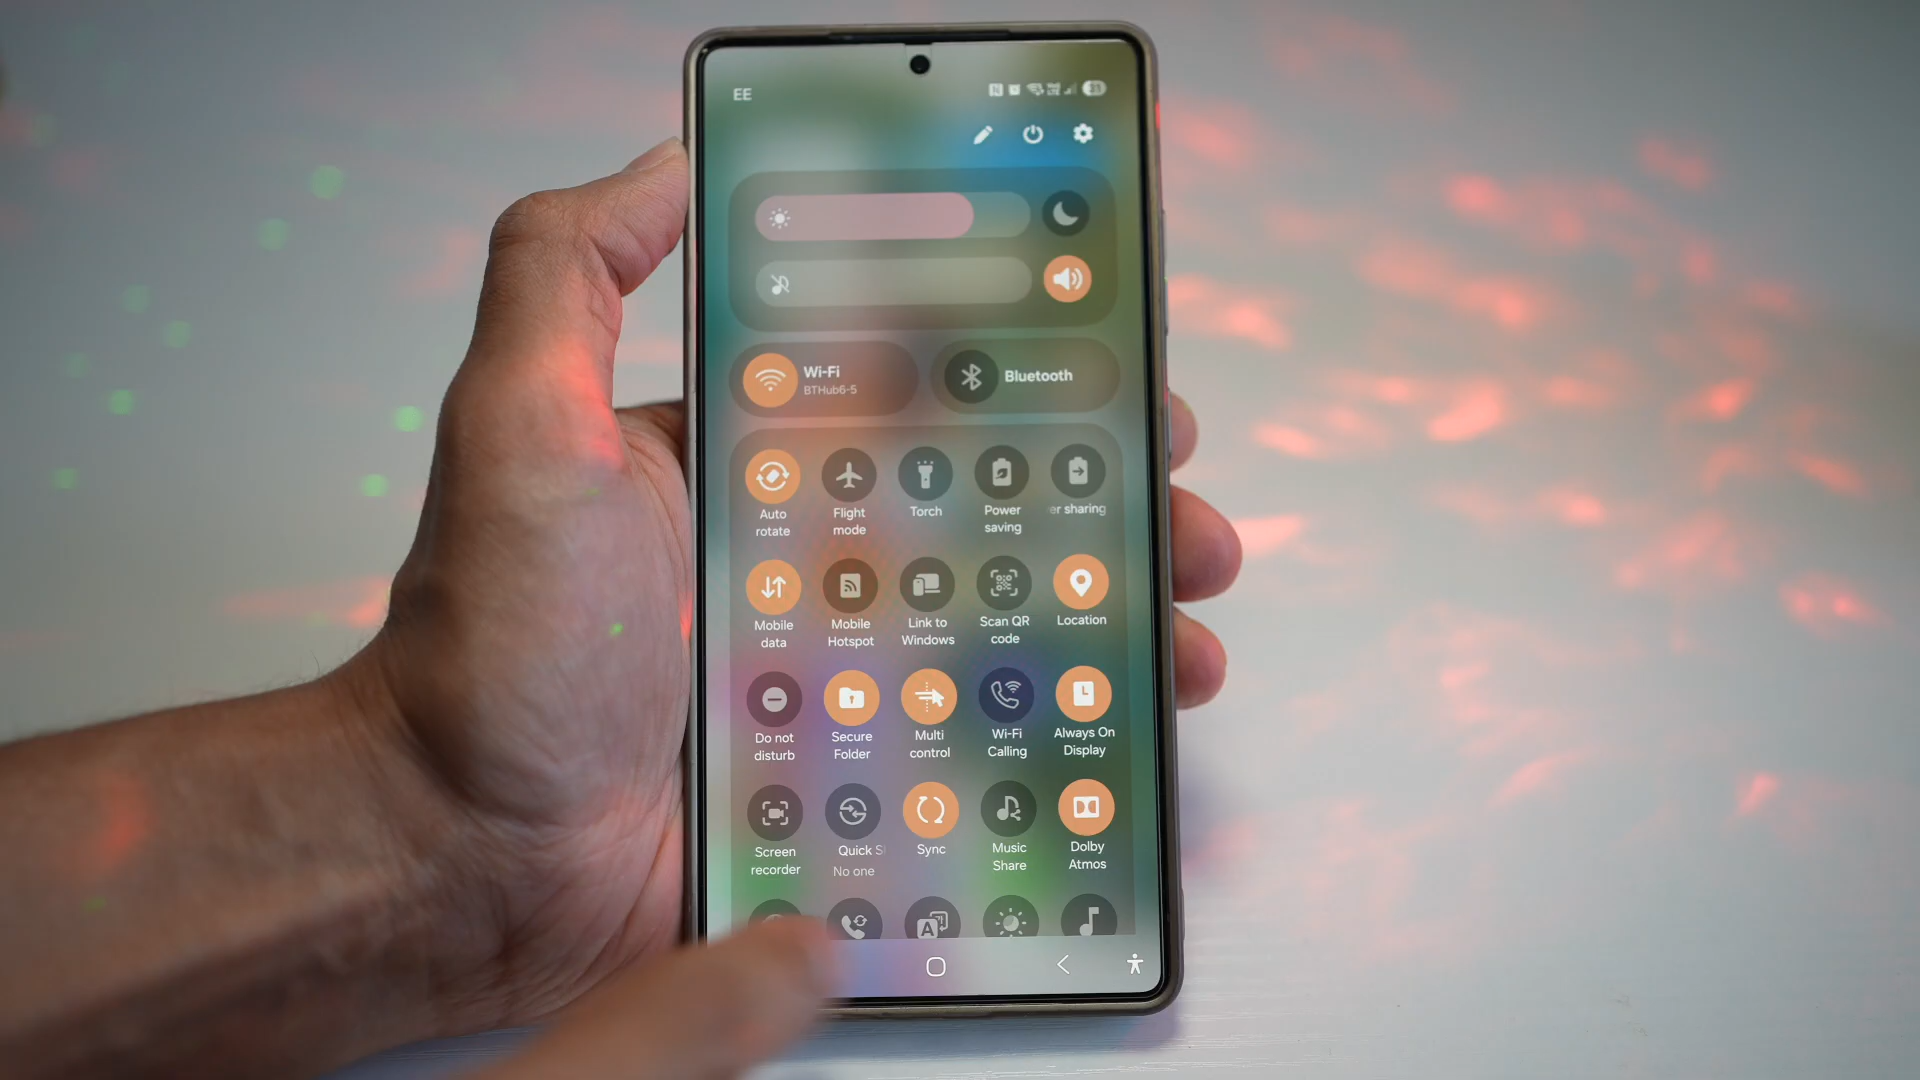 EE
Wi-Fi
BTHub6-5
Bluetooth
Auto
rotate
Flight
mode
Torch
Power
saving
er sharing
Mobile
data
Mobile
Hotspot
Link to
Windows
Scan QR
code
Location
Do not
disturb
Secure
Folder
Multi
control
Wi-Fi
Calling
Always On
Display
Screen
recorder
Quick S
No one
Sync
Music
Share
Dolby
Atmos